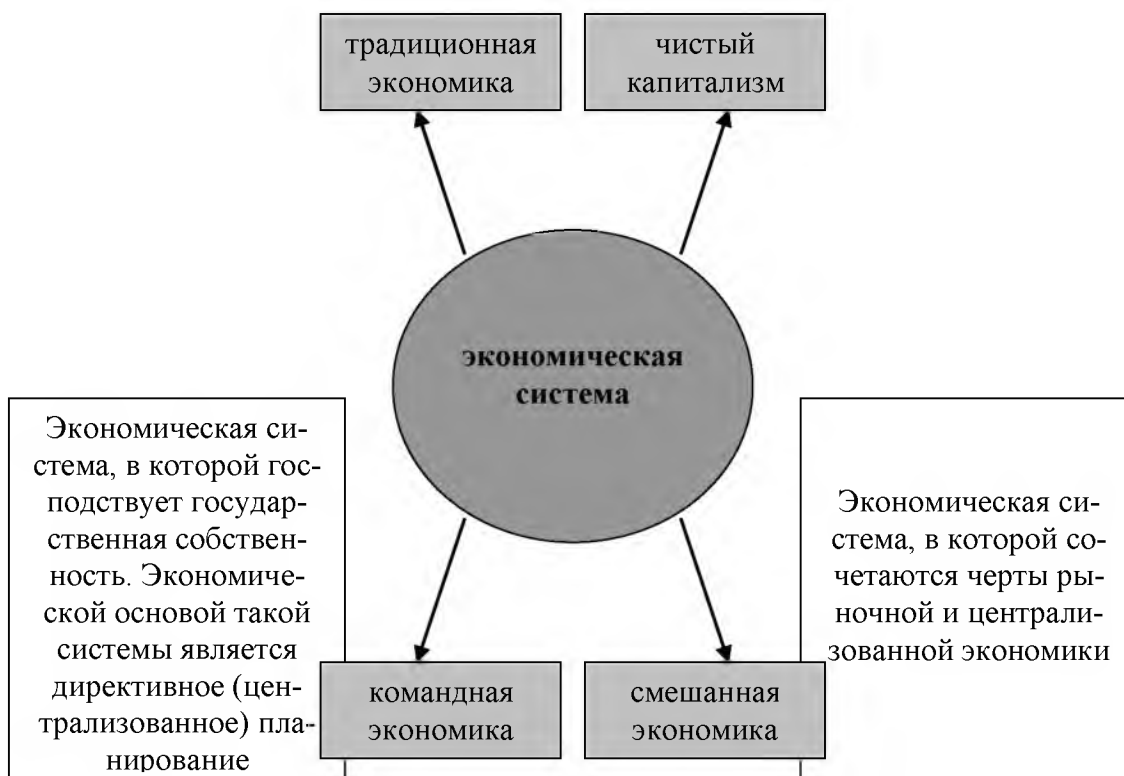 традиционная
экономика
чистый
капитализм
экономическая
система
Экономическая си-
стема, в которой гос-
подствует государ-
ственная собствен-
ность. Экономиче-
ской основой такой
системы является
директивное (цен-
трализованное) пла-
нирование
Экономическая си-
стема, в которой со-
четаются черты ры-
ночной и централи-
зованной экономики
командная
экономика
смешанная
экономика